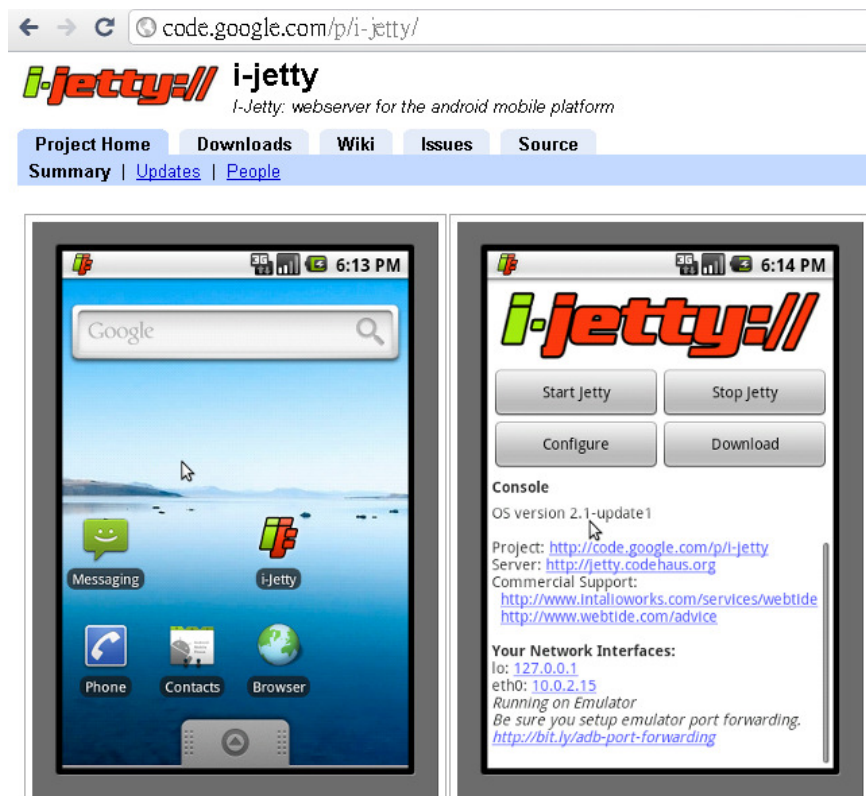 code.google.com/p/i-jetty/
i-jetty:// i-jetty
I-Jetty: webserver for the android mobile platform
Project Home Downloads Wiki Issues Source
Summary | Updates | People
3G 6:13 PM
Google
Messaging i-Jetty
Phone Contacts Browser
3G 6:14 PM
i-jetty://
Start Jetty Stop Jetty
Configure Download
Console
OS version 2.1-update1
Project: http://code.google.com/p/i-jetty
Server: http://jetty.codehaus.org
Commercial Support:
http://www.intalioworks.com/services/webtide
http://www.webtide.com/advice
Your Network Interfaces:
lo: 127.0.0.1
eth0: 10.0.2.15
Running on Emulator
Be sure you setup emulator port forwarding.
http://bit.ly/adb-port-forwarding